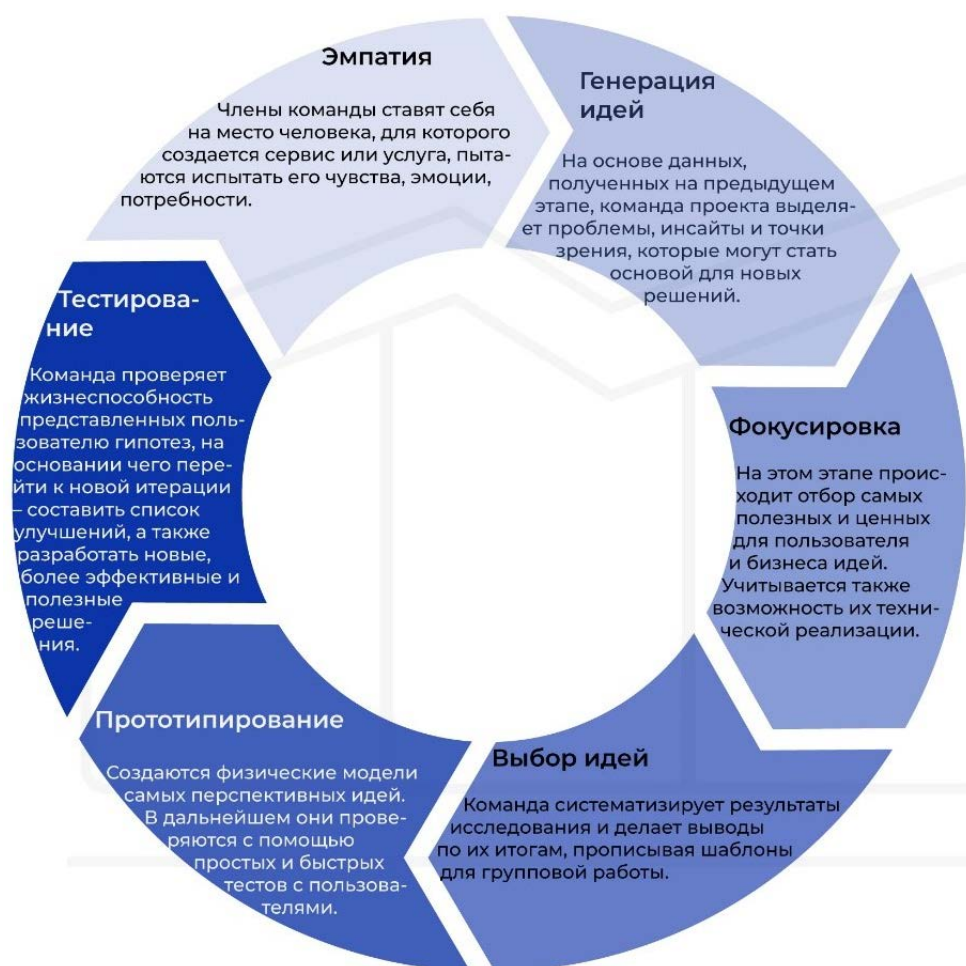 Эмпатия
Члены команды ставят себя
на место человека, для которого
создается сервис или услуга, пыта-
ются испытать его чувства, эмоции,
потребности.
Генерация
идей
На основе данных,
полученных на предыдущем
этапе, команда проекта выделя-
ет проблемы, инсайты и точки
зрения, которые могут стать
основой для новых
решений.
Фокусировка
На этом этапе проис-
ходит отбор самых
полезных и ценных
для пользователя
и бизнеса идей.
Учитывается также
возможность их техни-
ческой реализации.
Выбор идей
Команда систематизирует результаты
исследования и делает выводы
по их итогам, прописывая шаблоны
для групповой работы.
Прототипирование
Создаются физические модели
самых перспективных идей.
В дальнейшем они прове-
ряются с помощью
простых и быстрых
тестов с пользова-
телями.
Тестирова-
ние
Команда проверяет
жизнеспособность
представленных поль-
зователю гипотез, на
основании чего пере-
йти к новой итерации
– составить список
улучшений, а также
разработать новые,
более эффективные и
полезные
реше-
ния.